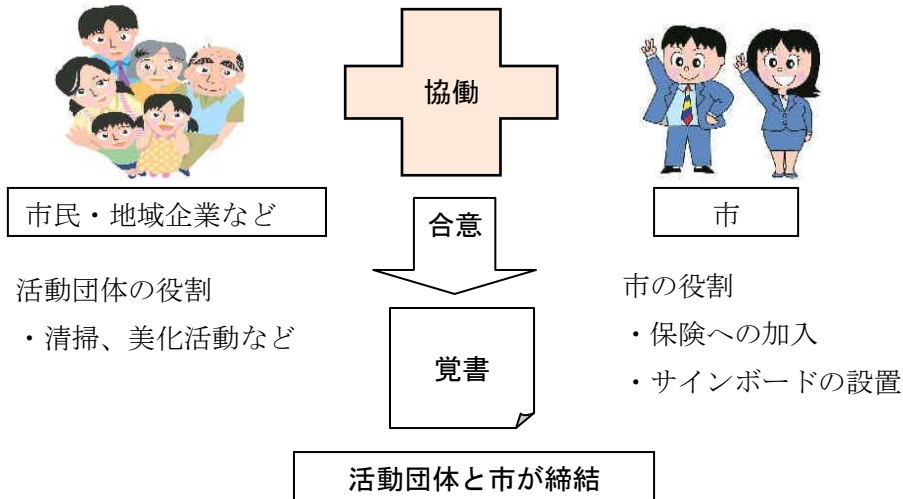 協働
市民・地域企業など
合意
市
活動団体の役割
・清掃、美化活動など
市の役割
・保険への加入
・サインボードの設置
覚書
活動団体と市が締結